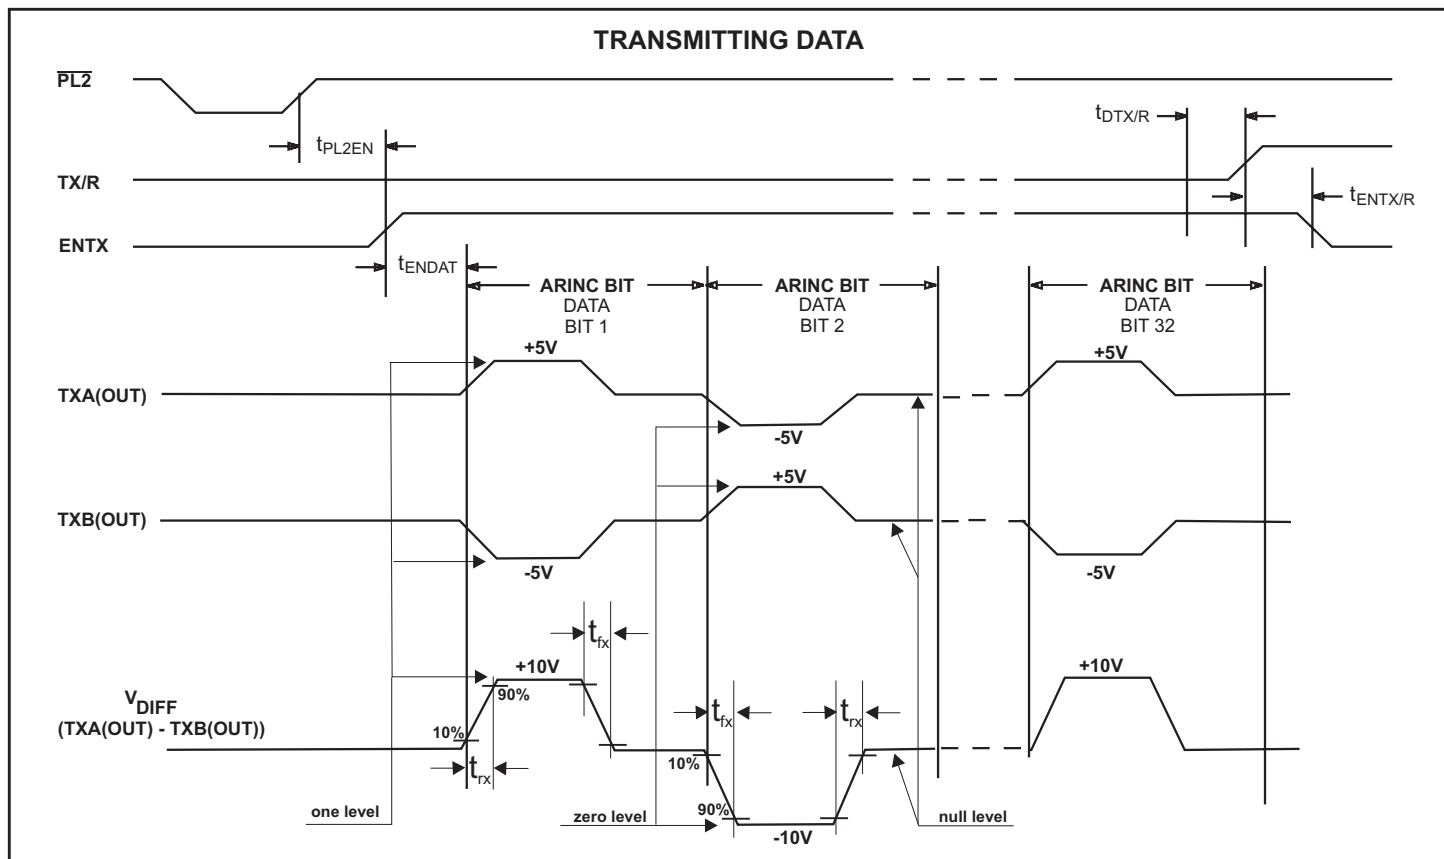 TRANSMITTING DATA
PL2
tDTX/R
tPL2EN
TX/R
tENTX/R
ENTX
tENDAT
ARINC BIT
DATA
BIT 1
ARINC BIT
DATA
BIT 2
ARINC BIT
DATA
BIT 32
+5V
+5V
TXA(OUT)
-5V
+5V
TXB(OUT)
-5V
-5V
tfx
+10V
+10V
90%
VDIFF
(TXA(OUT) - TXB(OUT))
10%
tfx
trx
trx
10%
90%
one level
zero level
-10V
null level